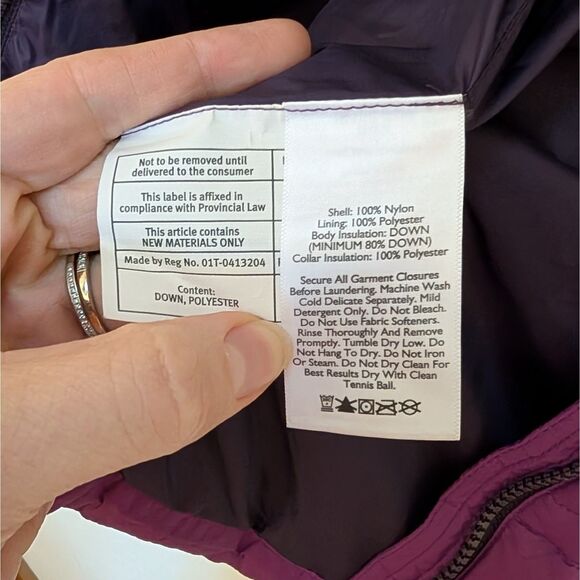 Not to be removed until
delivered to the consumer
This label is affixed in
compliance with Provincial Law
This article contains
NEW MATERIALS ONLY
Made by Reg No. 01T-0413204
Content:
DOWN, POLYESTER
Shell: 100% Nylon
Lining: 100% Polyester
Body Insulation: DOWN
(MINIMUM 80% DOWN)
Collar Insulation: 100% Polyester
Secure All Garment Closures
Before Laundering. Machine Wash
Cold Delicate Separately. Mild
Detergent Only. Do Not Bleach.
Do Not Use Fabric Softeners.
Rinse Thoroughly And Remove
Promptly. Tumble Dry Low. Do
Not Hang To Dry. Do Not Iron
Or Steam. Do Not Dry Clean For
Best Results Dry With Clean
Tennis Ball.